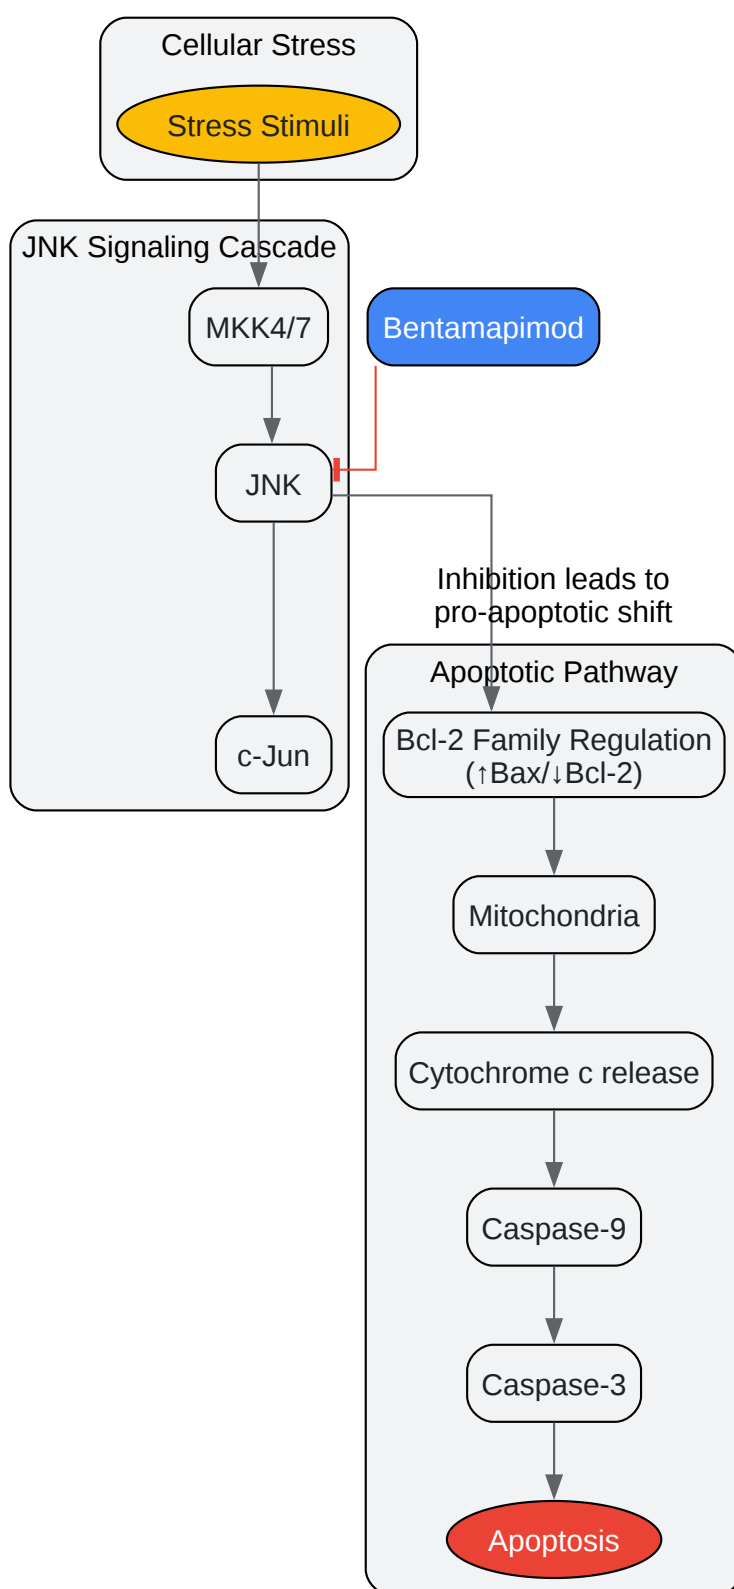 Cellular Stress
Stress Stimuli
JNK Signaling Cascade
MKK4/7
Bentamapimod
JNK
Inhibition leads to
pro-apoptotic shift
Apoptotic Pathway
Bcl-2 Family Regulation
(↑Bax/↓Bcl-2)
c-Jun
Mitochondria
Cytochrome c release
Caspase-9
Caspase-3
Apoptosis